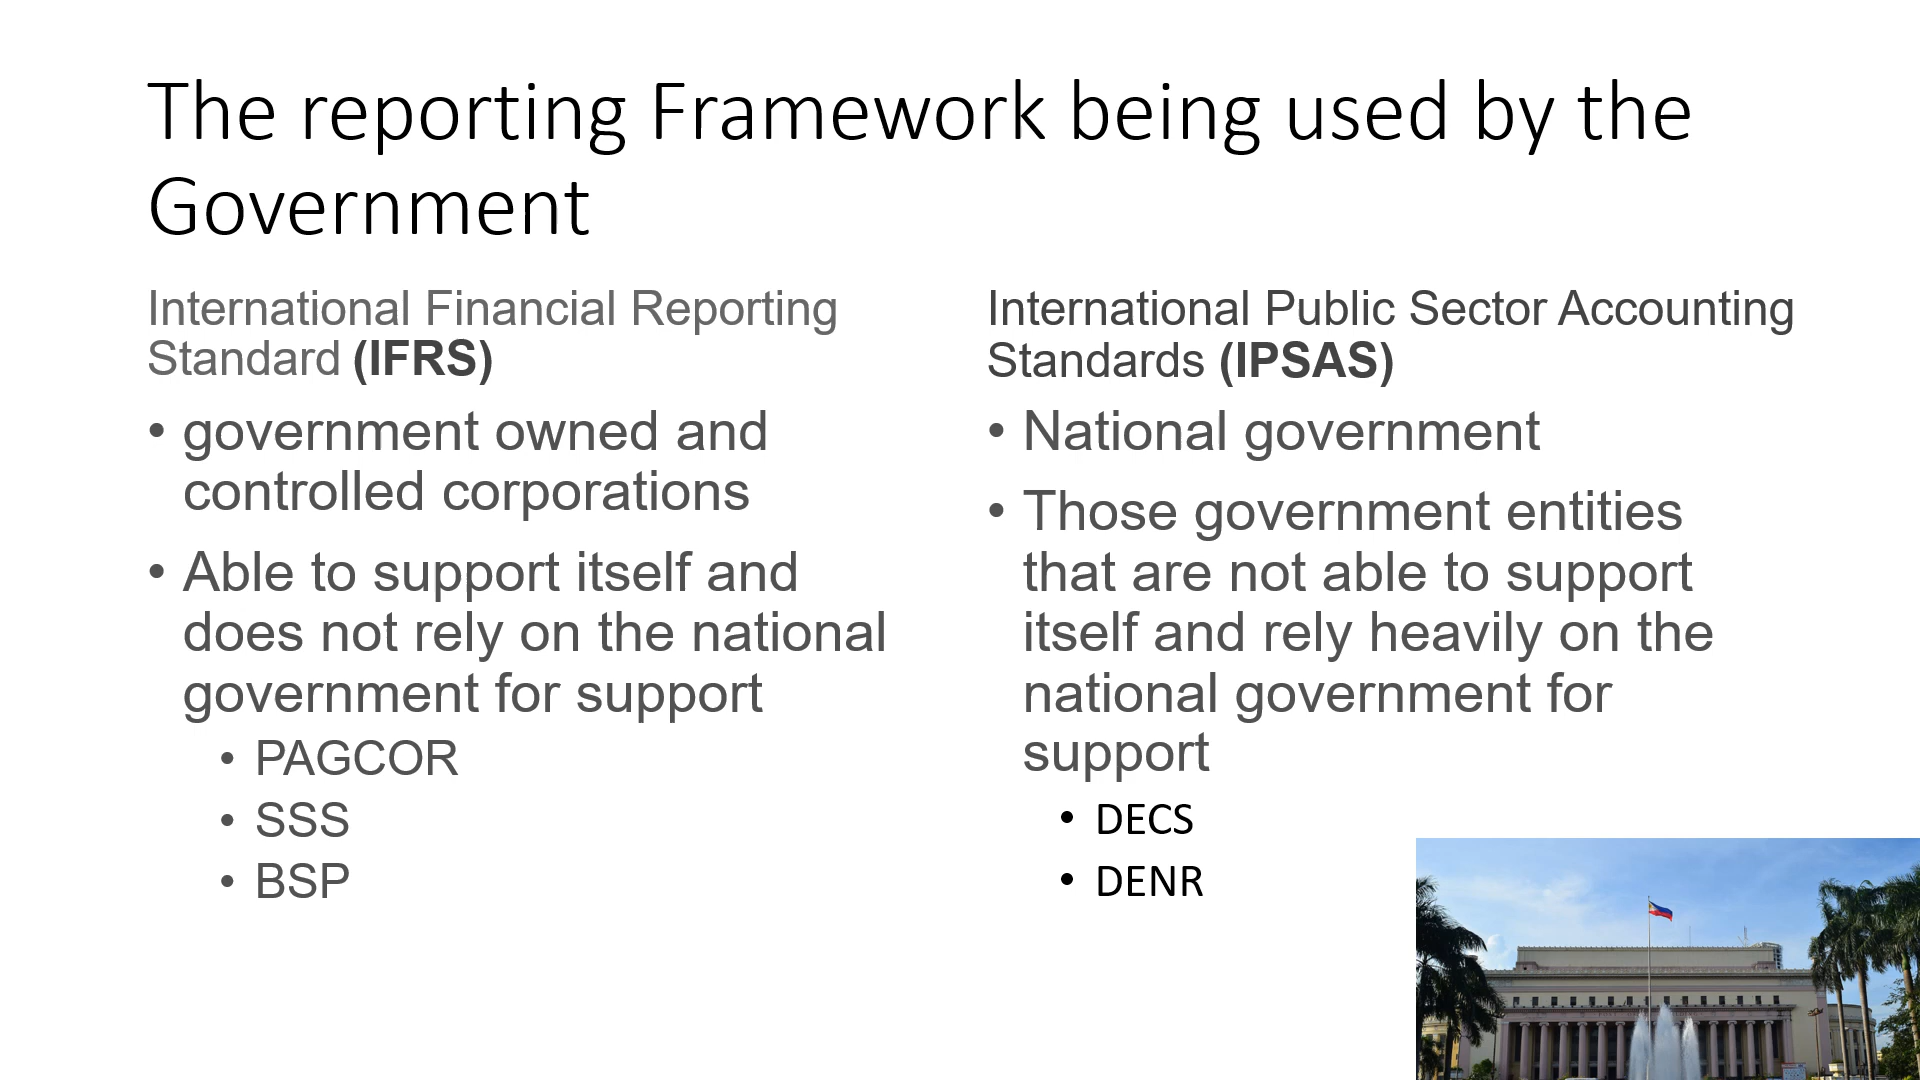 The reporting Framework being used by the
Government
International Financial Reporting
Standard (IFRS)
• government owned and
controlled corporations
• Able to support itself and
does not rely on the national
government for support
• PAGCOR
• SSS
• BSP
International Public Sector Accounting
Standards (IPSAS)
• National government
• Those government entities
that are not able to support
itself and rely heavily on the
national government for
support
• DECS
• DENR